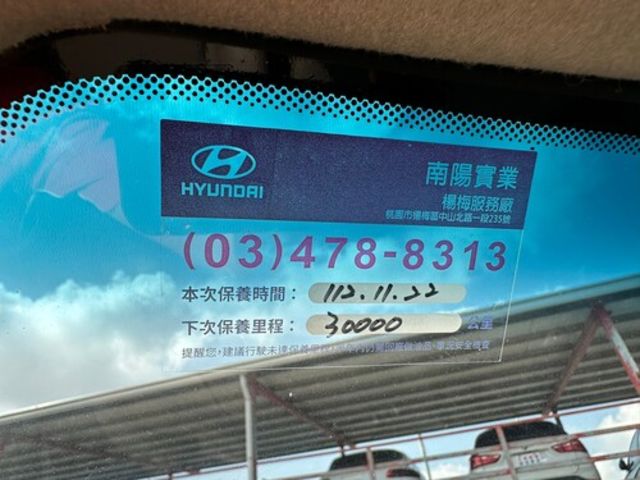 HYUNDAI
南陽實業
楊梅服務廠
桃園市楊梅區中山北路一段235號
(03)478-8313
本次保養時間: 112.11.22
下次保養里程: 30000 公里
提醒您,建議行駛未達保養